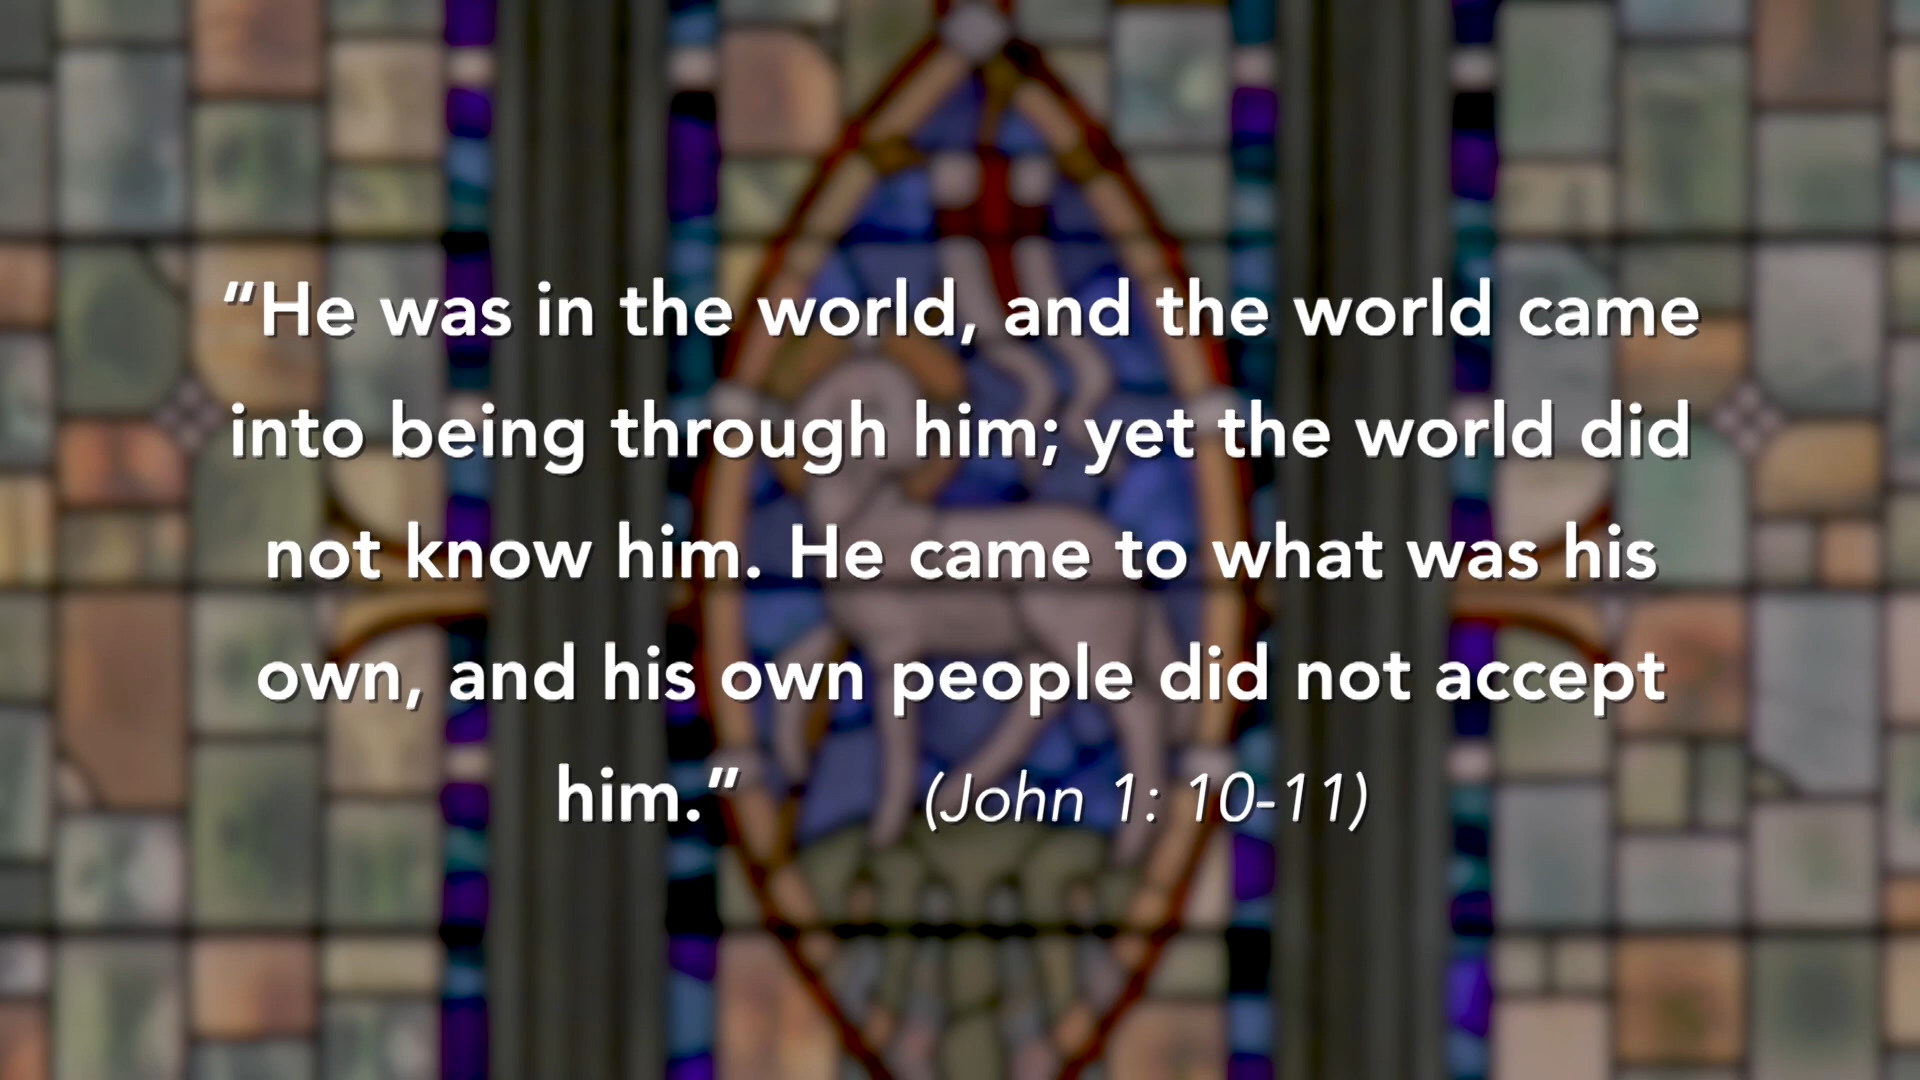 “He was in the world, and the world came
into being through him; yet the world did
not know him. He came to what was his
own, and his own people did not accept
him.” (John 1: 10-11)